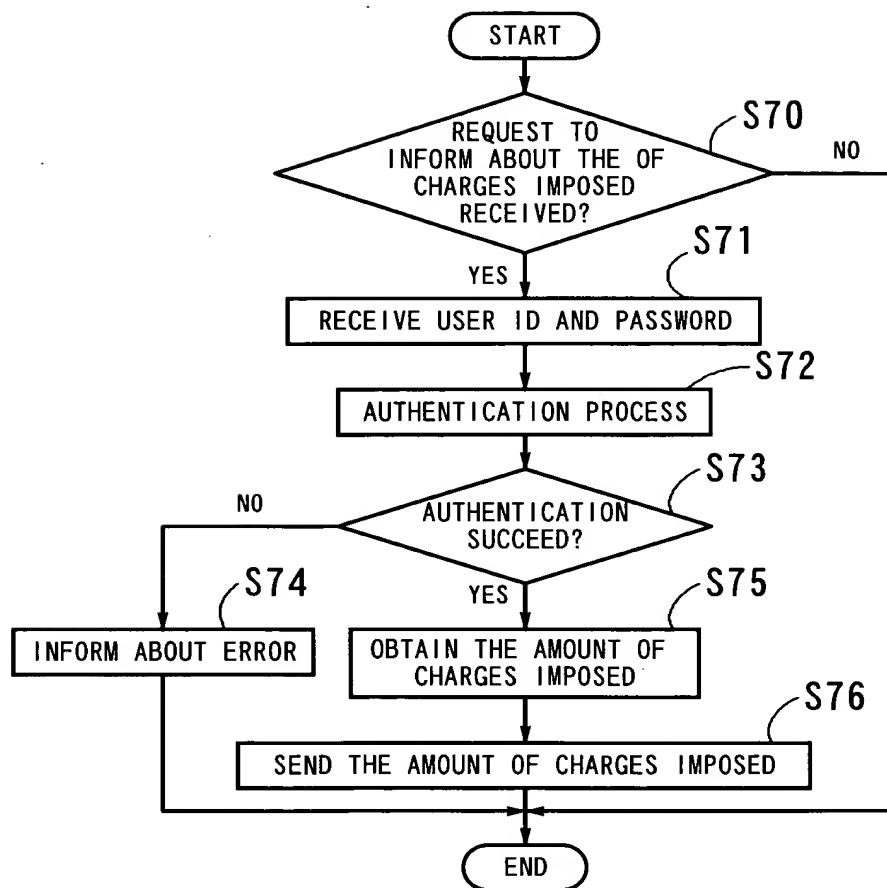 START
REQUEST TO
INFORM ABOUT THE OF
CHARGES IMPOSED
RECEIVED?
S70
NO
S71
YES
RECEIVE USER ID AND PASSWORD
S72
AUTHENTICATION PROCESS
S73
NO
AUTHENTICATION
SUCCEED?
S74
YES
S75
INFORM ABOUT ERROR
OBTAIN THE AMOUNT OF
CHARGES IMPOSED
S76
SEND THE AMOUNT OF CHARGES IMPOSED
END